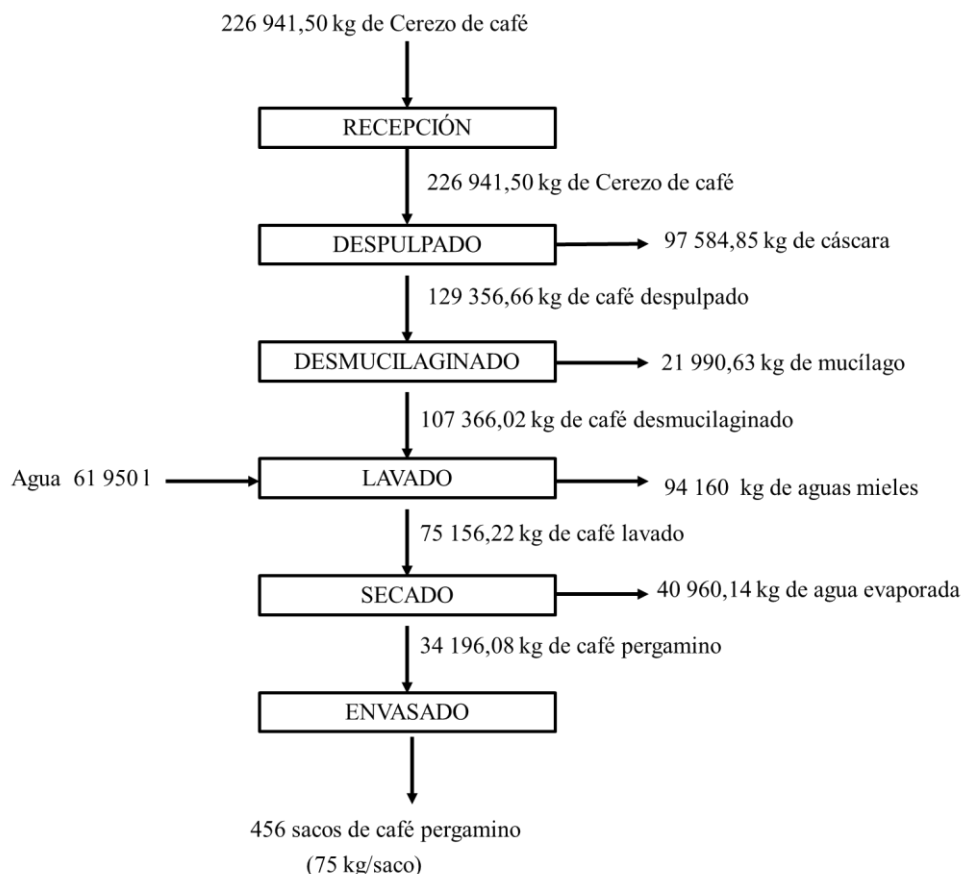 226 941,50 kg de Cerezo de café
RECEPCIÓN
226 941,50 kg de Cerezo de café
DESPULPADO
97 584,85 kg de cáscara
129 356,66 kg de café despulpado
DESMUCILAGINADO
21 990,63 kg de mucílago
107 366,02 kg de café desmucilaginado
Agua 61 950 l
LAVADO
94 160 kg de aguas mieles
75 156,22 kg de café lavado
SECADO
40 960,14 kg de agua evaporada
34 196,08 kg de café pergamino
ENVASADO
456 sacos de café pergamino
(75 kg/saco)